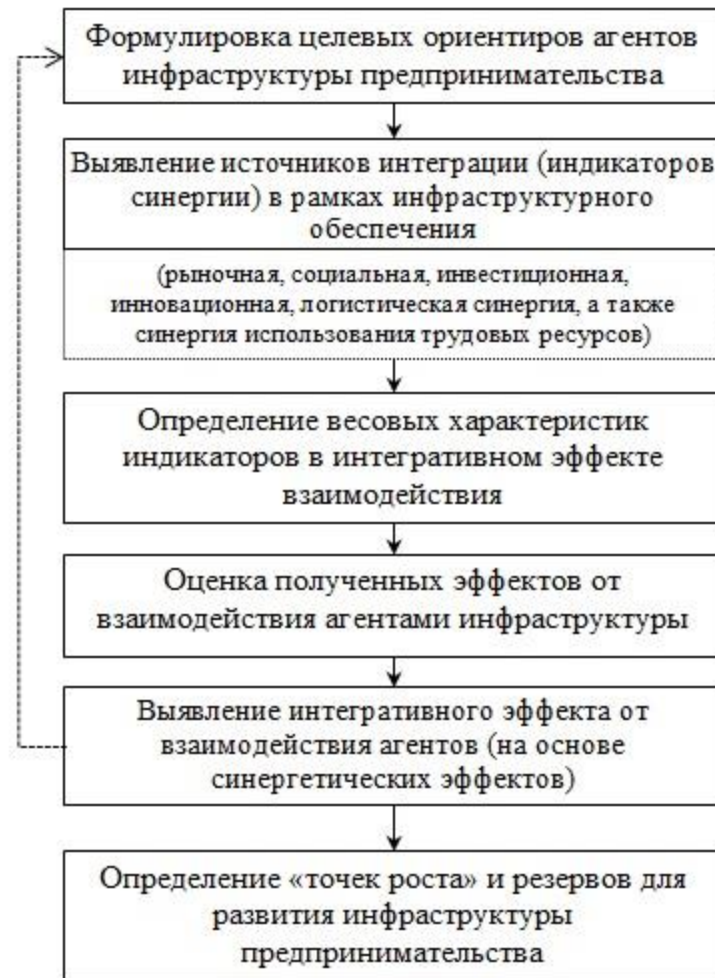 Формулировка целевых ориентиров агентов
инфраструктуры предпринимательства
Выявление источников интеграции (индикаторов
синергии) в рамках инфраструктурного
обеспечения
(рыночная, социальная, инвестиционная,
инновационная, логистическая синергия, а также
синергия использования трудовых ресурсов)
Определение весовых характеристик
индикаторов в интегративном эффекте
взаимодействия
Оценка полученных эффектов от
взаимодействия агентами инфраструктуры
Выявление интегративного эффекта от
взаимодействия агентов (на основе
синергетических эффектов)
Определение «точек роста» и резервов для
развития инфраструктуры
предпринимательства